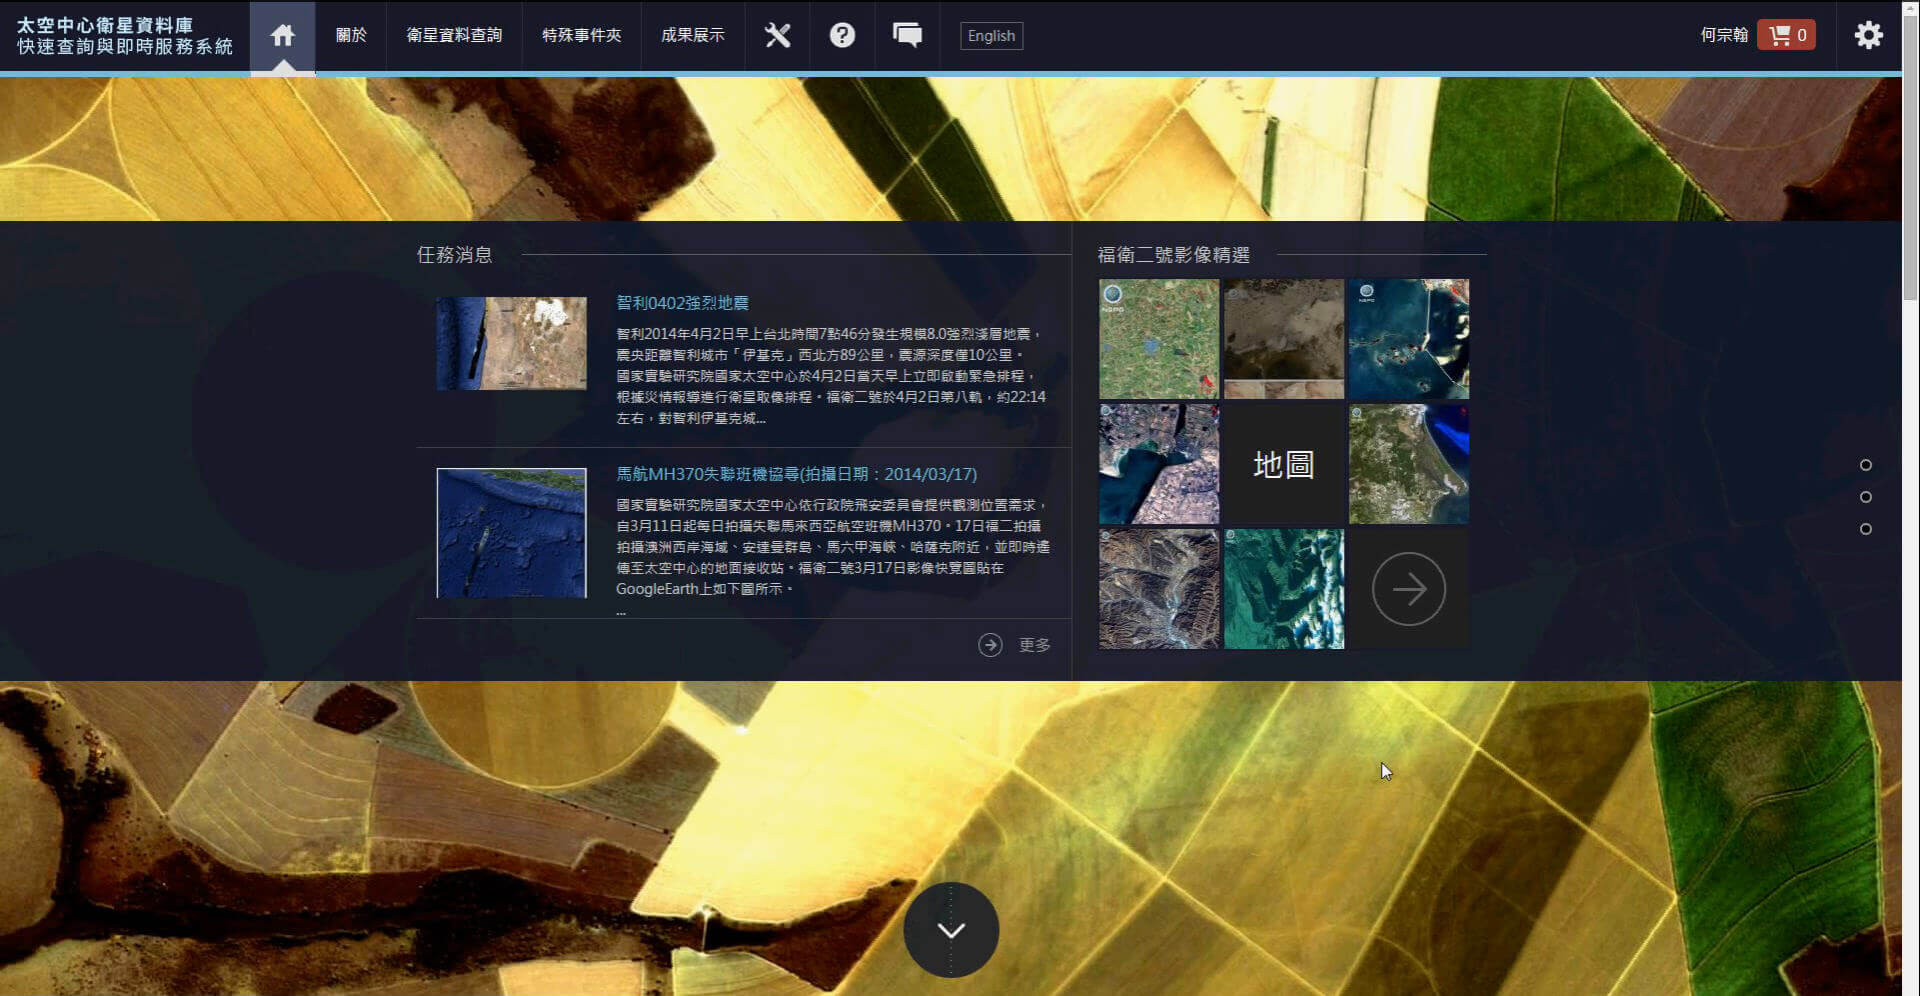 太空中心衛星資料庫
快速查詢與即時服務系統
關於
衛星資料查詢
特殊事件夾
成果展示
English
何宗翰
0
任務消息
智利0402強烈地震
智利2014年4月2日早上台北時間7點46分發生規模8.0強烈淺層地震，
震央距離智利城市「伊基克」西北方89公里，震源深度僅10公里。
國家實驗研究院國家太空中心於4月2日當天早上立即啟動緊急排程，
根據災情報導進行衛星取像排程。福衛二號於4月2日第八軌，約22:14
左右，對智利伊基克城...
馬航MH370失聯班機協尋(拍攝日期：2014/03/17)
國家實驗研究院國家太空中心依行政院飛安委員會提供觀測位置需求，
自3月11日起每日拍攝失聯馬來西亞航空班機MH370。17日福二拍攝
拍攝澳洲西岸海域、安達曼群島、馬六甲海峽、哈薩克附近，並即時遙
傳至太空中心的地面接收站。福衛二號3月17日影像快覽圖貼在
GoogleEarth上如下圖所示。
...
更多
福衛二號影像精選
NSPO
NSPO
地圖